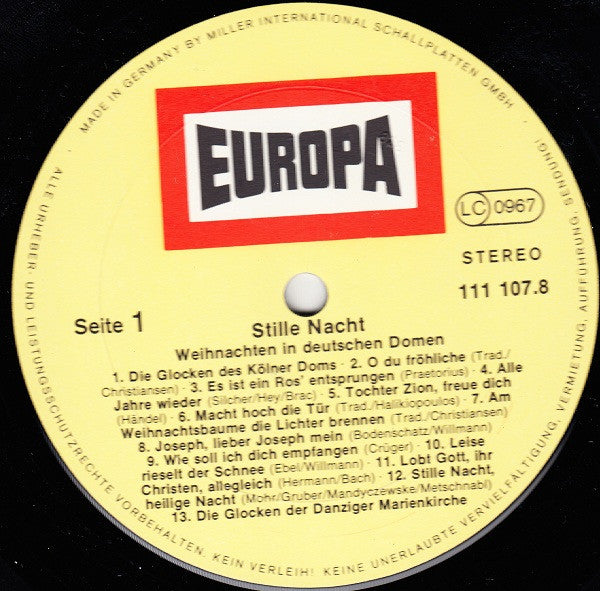 MADE IN GERMANY BY MILLER INTERNATIONAL SCHALLPLATTEN GMBH ·
ALLE URHEBER- UND LEISTUNGSSCHUTZRECHTE VORBEHALTEN. KEIN VERLEIH! KEINE UNERLAUBTE VERVIELFÄLTIGUNG, VERMIETUNG, AUFFÜHRUNG, SENDUNG!
EUROPA
LC 0967
STEREO
111 107.8
Seite 1
Stille Nacht
Weihnachten in deutschen Domen
1. Die Glocken des Kölner Doms · 2. O du fröhliche (Trad./
Christiansen) · 3. Es ist ein Ros' entsprungen (Praetorius) · 4. Alle
Jahre wieder (Silcher/Hey/Brac) · 5. Tochter Zion, freue dich
(Händel) · 6. Macht hoch die Tür (Trad./Hallikiopoulos) · 7. Am
Weihnachtsbaume die Lichter brennen (Trad./Christansen)
8. Joseph, lieber Joseph mein (Bodenschatz/Willmann)
9. Wie soll ich dich empfangen (Crüger) · 10. Leise
rieselt der Schnee (Ebel/Willmann) · 11. Lobt Gott, ihr
Christen, allegleich (Hermann/Bach) · 12. Stille Nacht,
heilige Nacht (Mohr/Gruber/Mandyczewske/Metschnabl)
13. Die Glocken der Danziger Marienkirche